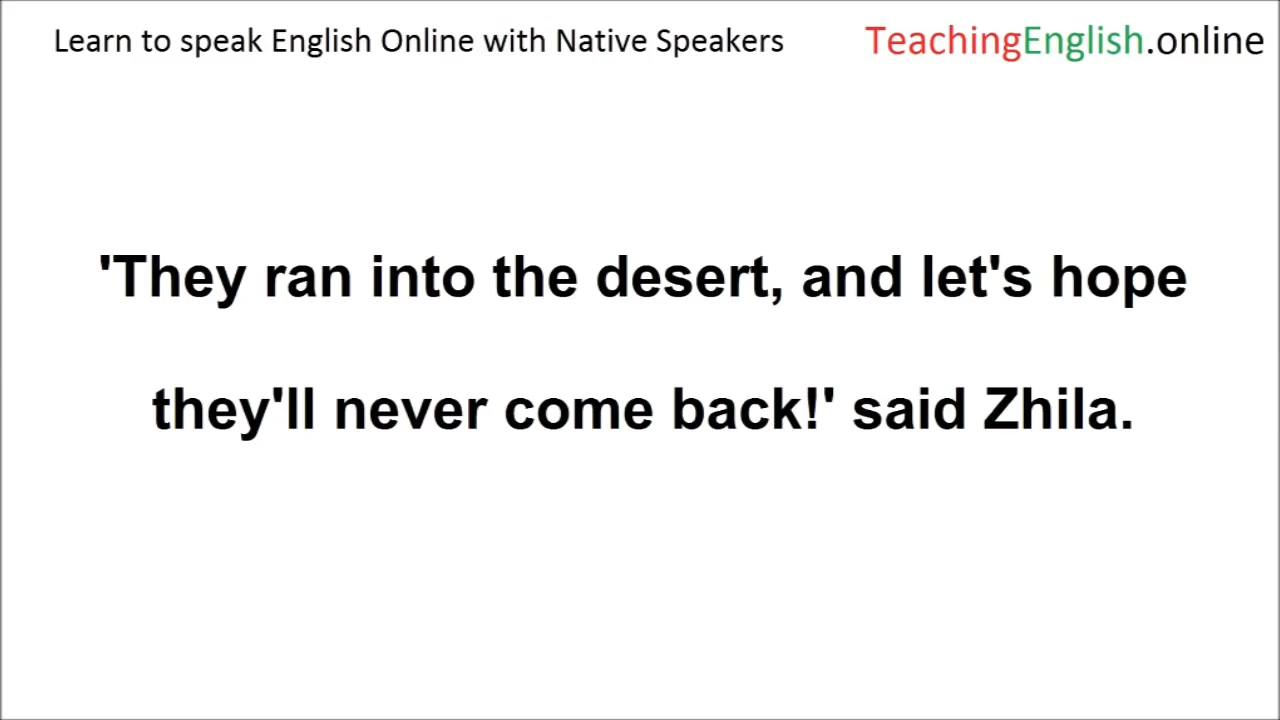 Learn to speak English Online with Native Speakers
TeachingEnglish.online
'They ran into the desert, and let's hope
they'll never come back!' said Zhila.